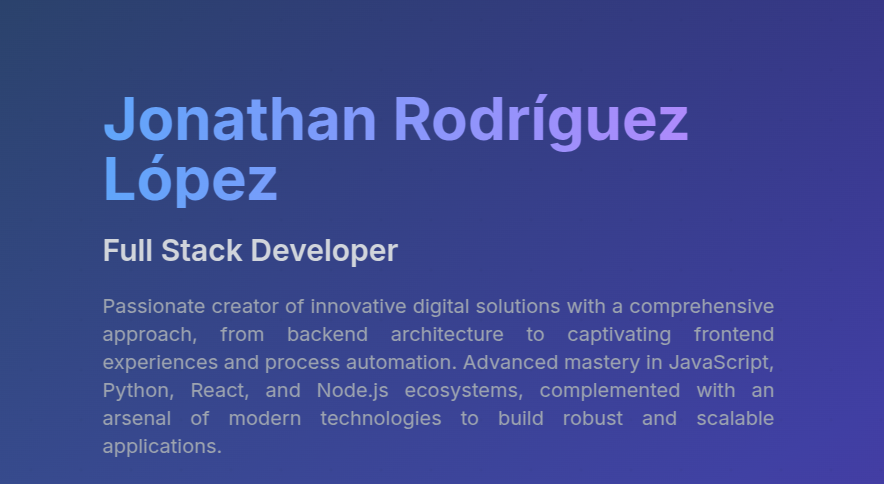 Jonathan Rodríguez
López
Full Stack Developer
Passionate creator of innovative digital solutions with a comprehensive
approach, from backend architecture to captivating frontend
experiences and process automation. Advanced mastery in JavaScript,
Python, React, and Node.js ecosystems, complemented with an
arsenal of modern technologies to build robust and scalable
applications.